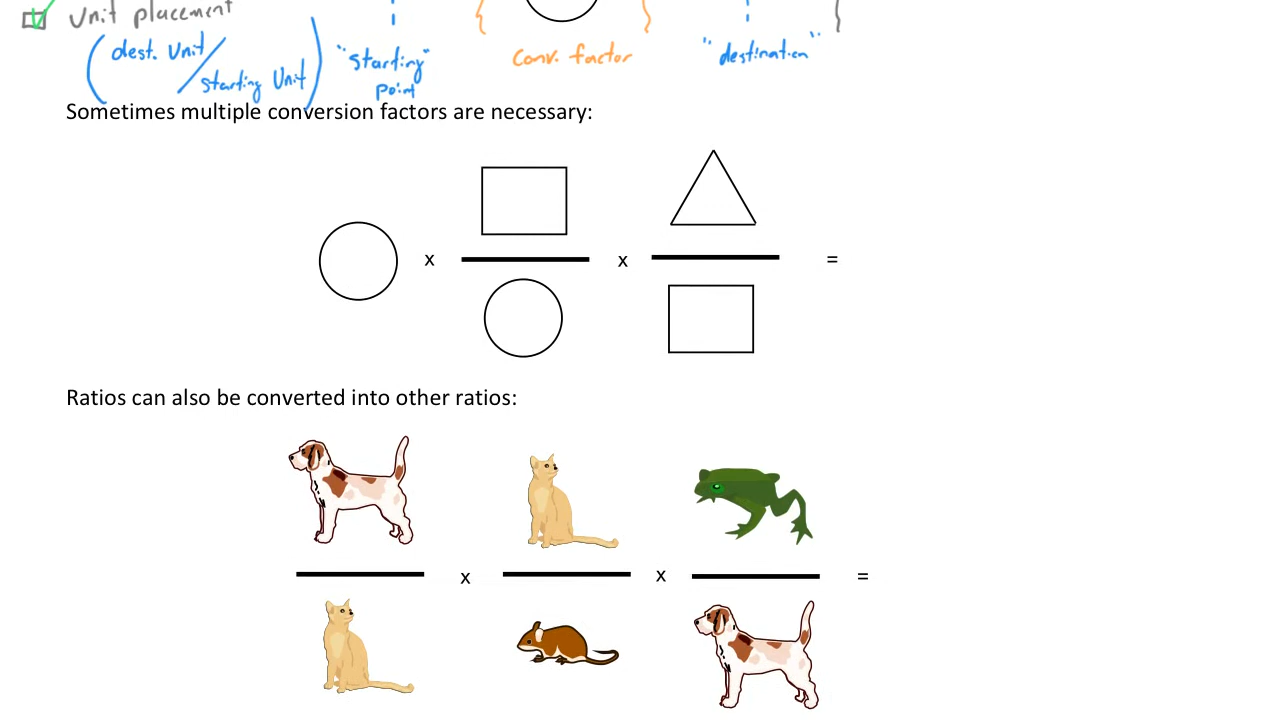 Unit placement
(dest. Unit/
starting Unit)
"starting"
point
Conv. factor
"destination"
Sometimes multiple conversion factors are necessary:
x
x
=
Ratios can also be converted into other ratios:
x
x
=